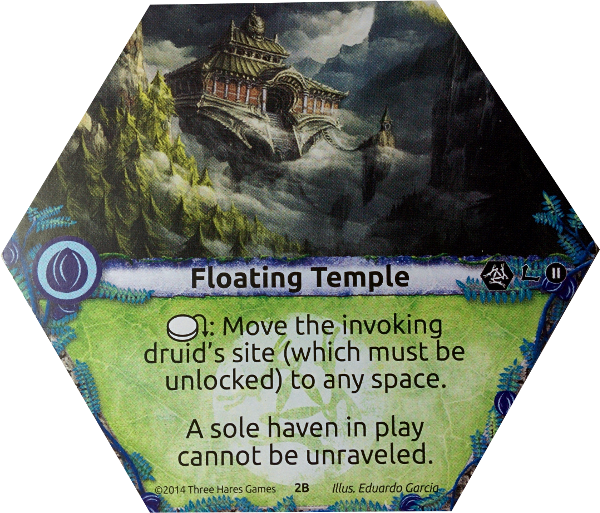 Floating Temple
: Move the invoking
druid's site (which must be
unlocked) to any space.
A sole haven in play
cannot be unraveled.
©2014 Three Hares Games 2B Illus. Eduardo Garcia